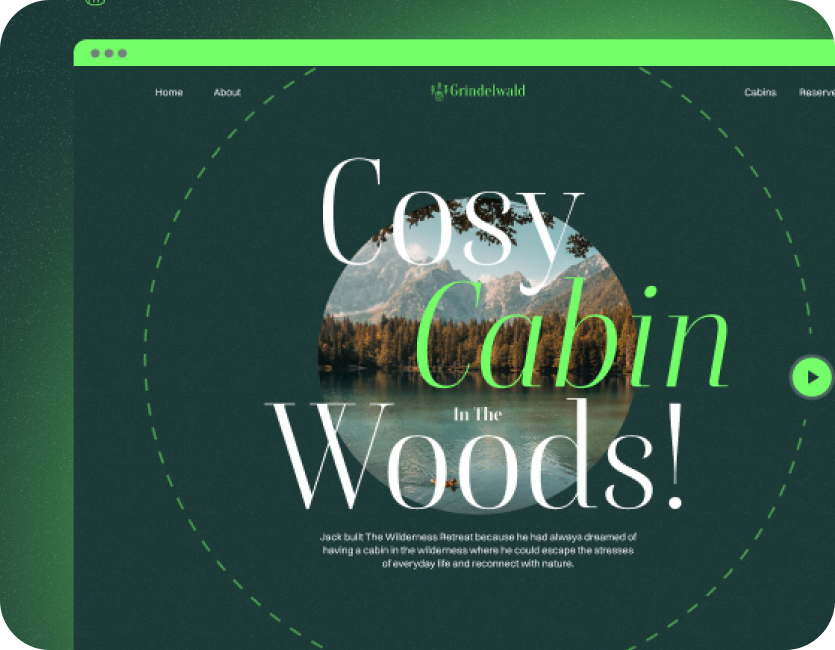 Home About Grindelwald Cabins Reserve
Cosy
Cabin
In The
Woods!
Jack built The Wilderness Retreat because he had always dreamed of
having a cabin in the wilderness where he could escape the stresses
of everyday life and reconnect with nature.